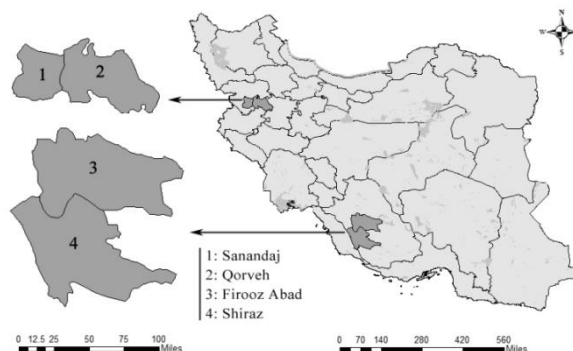 N
W E
S
1 2
3
4
1: Sanandaj
2: Qorveh
3: Firooz Abad
4: Shiraz
0 12.5 25 50 75 100
Miles
0 70 140 280 420 560
Miles